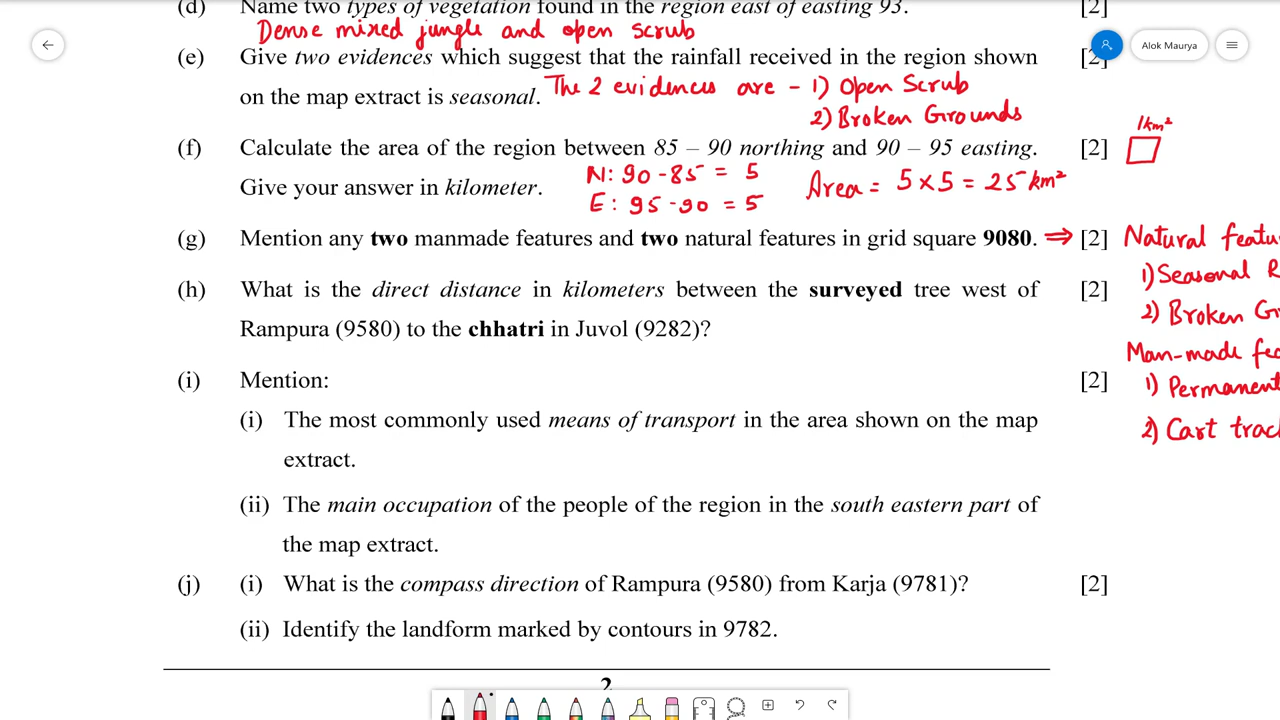 (d) Name two types of vegetation found in the region east of easting 93. [2]
Dense mixed jungle and open scrub
Alok Maurya
(e) Give two evidences which suggest that the rainfall received in the region shown [2]
on the map extract is seasonal. The 2 evidences are - 1) Open Scrub
2) Broken Grounds
1km²
(f) Calculate the area of the region between 85 – 90 northing and 90 – 95 easting. [2]
Give your answer in kilometer. N: 90 - 85 = 5 Area = 5 × 5 = 25 km²
E: 95 - 90 = 5
(g) Mention any two manmade features and two natural features in grid square 9080. ⇒ [2] Natural featu
1) Seasonal R
(h) What is the direct distance in kilometers between the surveyed tree west of [2]
2) Broken Gr
Rampura (9580) to the chhatri in Juvol (9282)?
Man-made fea
(i) Mention: [2]
1) Permanent
(i) The most commonly used means of transport in the area shown on the map
2) Cart track
extract.
(ii) The main occupation of the people of the region in the south eastern part of
the map extract.
(j) (i) What is the compass direction of Rampura (9580) from Karja (9781)? [2]
(ii) Identify the landform marked by contours in 9782.
2